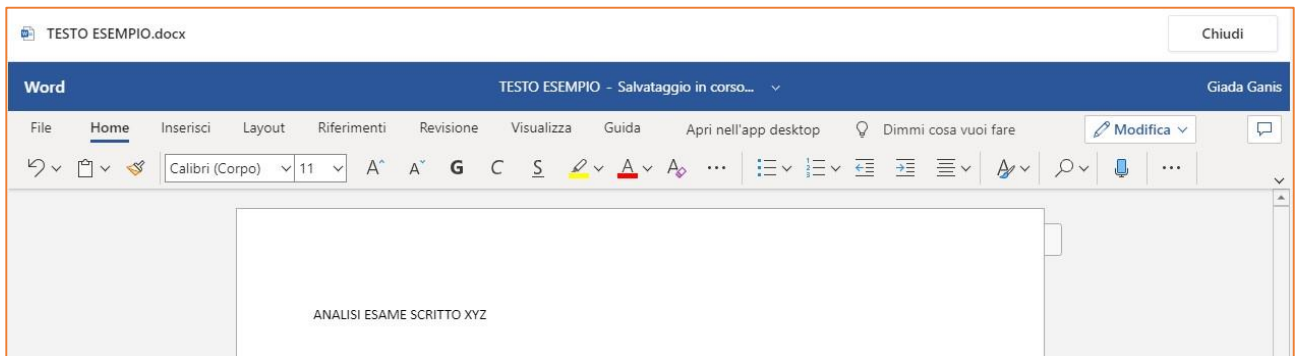 TESTO ESEMPIO.docx Chiudi
Word TESTO ESEMPIO - Salvataggio in corso... Giada Ganis
File Home Inserisci Layout Riferimenti Revisione Visualizza Guida Apri nell'app desktop Dimmi cosa vuoi fare Modifica
Calibri (Corpo) 11 A A G C S A A
ANALISI ESAME SCRITTO XYZ